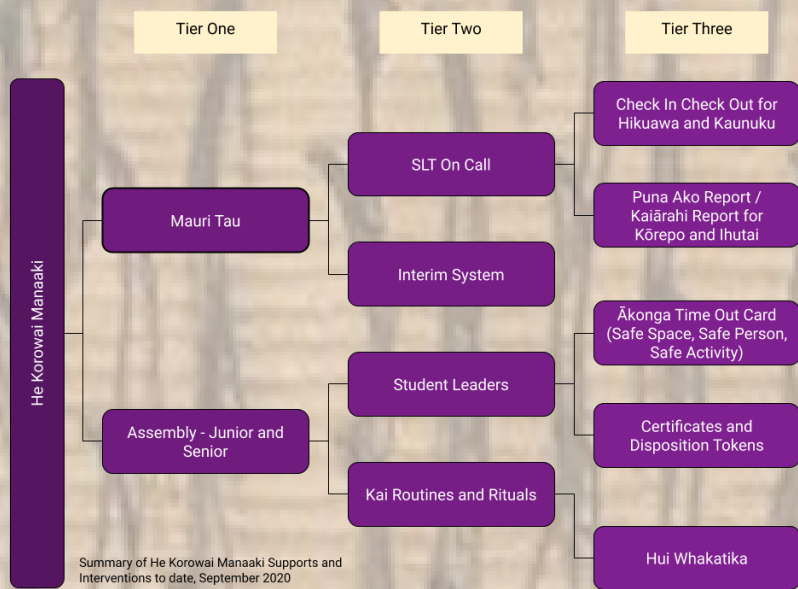 Tier One
Tier Two
Tier Three
He Korowai Manaaki
Mauri Tau
Assembly - Junior and
Senior
SLT On Call
Interim System
Student Leaders
Kai Routines and Rituals
Check In Check Out for
Hikuawa and Kaunuku
Puna Ako Report /
Kaiārahi Report for
Kōrepo and Ihutai
Ākonga Time Out Card
(Safe Space, Safe Person,
Safe Activity)
Certificates and
Disposition Tokens
Hui Whakatika
Summary of He Korowai Manaaki Supports and
Interventions to date, September 2020